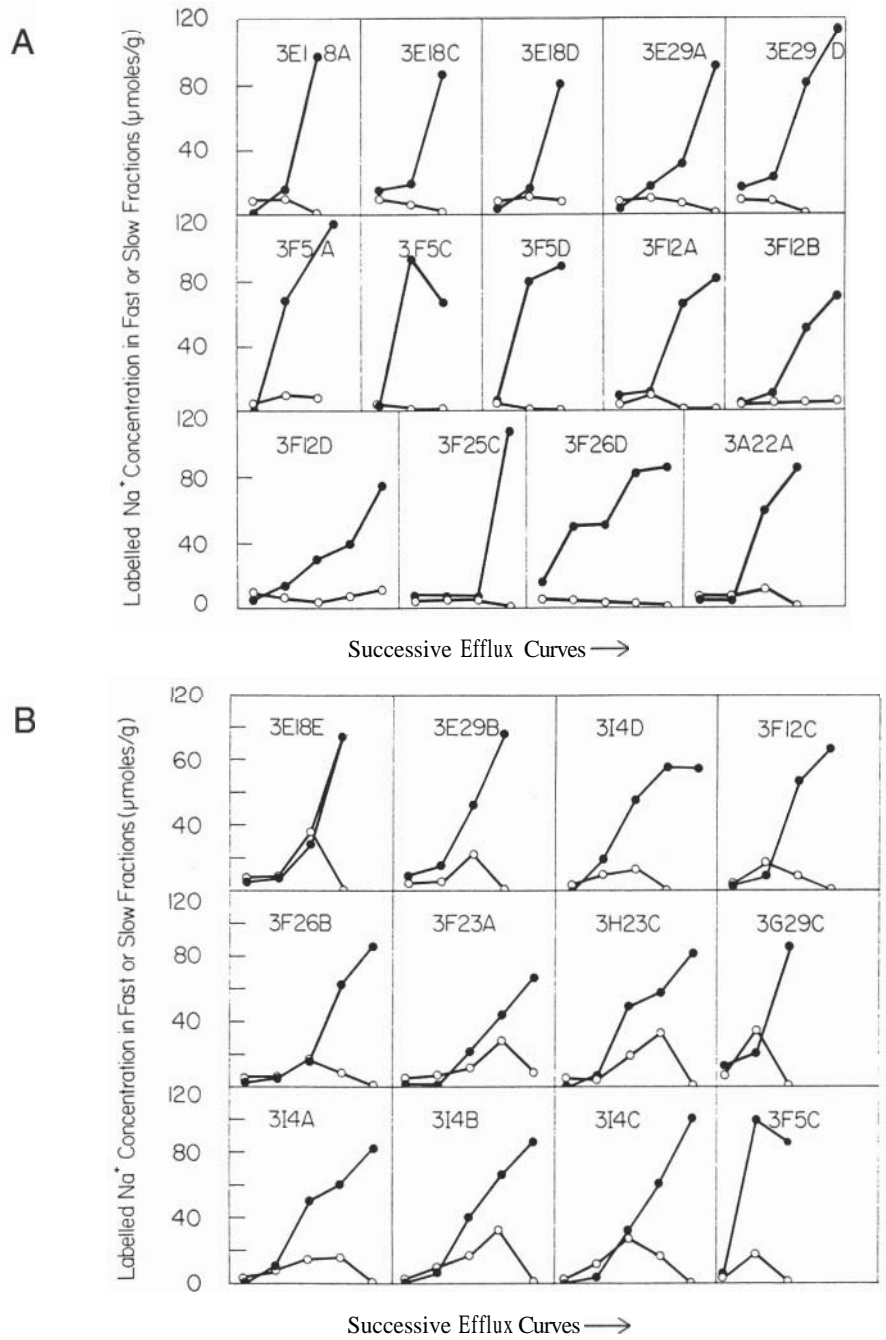 A
Labelled Na+ Concentration in Fast or Slow Fractions (μmoles/g)
120
80
40
3E18A
3E18C
3E18D
3E29A
3E29D
120
80
40
3F5A
3F5C
3F5D
3F12A
3F12B
120
80
40
0
3F12D
3F25C
3F26D
3A22A
Successive Efflux Curves →
B
Labelled Na+ Concentration in Fast or Slow Fractions (μmoles/g)
120
60
40
3E18E
3E29B
3I4D
3F12C
120
80
40
3F26B
3F23A
3H23C
3G29C
120
80
40
0
3I4A
3I4B
3I4C
3F5C
Successive Efflux Curves →